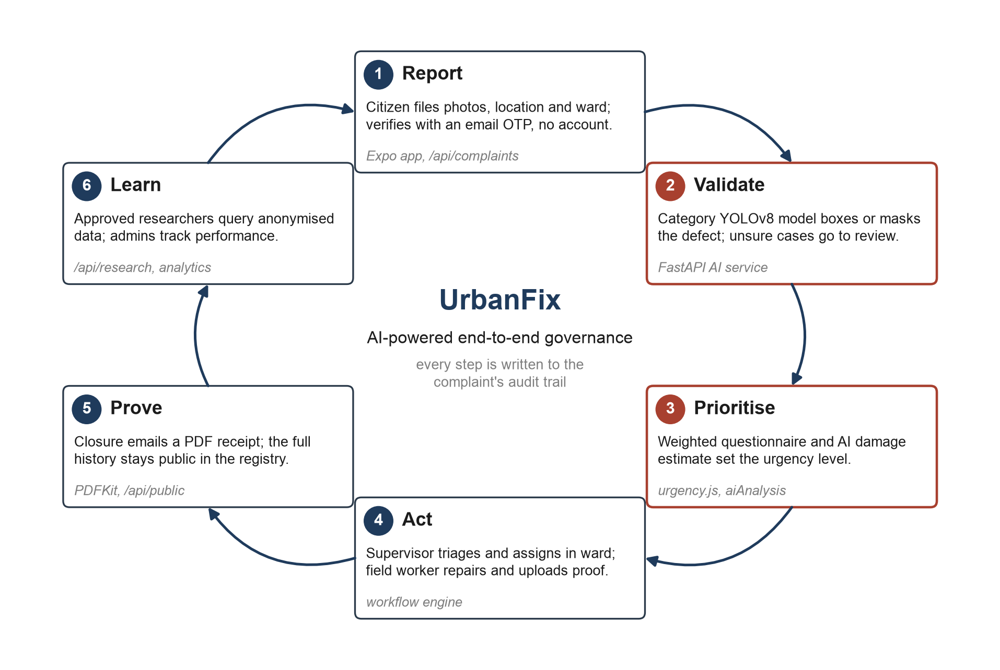 1 Report
Citizen files photos, location and ward;
verifies with an email OTP, no account.
Expo app, /api/complaints
2 Validate
Category YOLOv8 model boxes or masks
the defect; unsure cases go to review.
FastAPI AI service
3 Prioritise
Weighted questionnaire and AI damage
estimate set the urgency level.
urgency.js, aiAnalysis
4 Act
Supervisor triages and assigns in ward;
field worker repairs and uploads proof.
workflow engine
5 Prove
Closure emails a PDF receipt; the full
history stays public in the registry.
PDFKit, /api/public
6 Learn
Approved researchers query anonymised
data; admins track performance.
/api/research, analytics
UrbanFix
AI-powered end-to-end governance
every step is written to the
complaint's audit trail